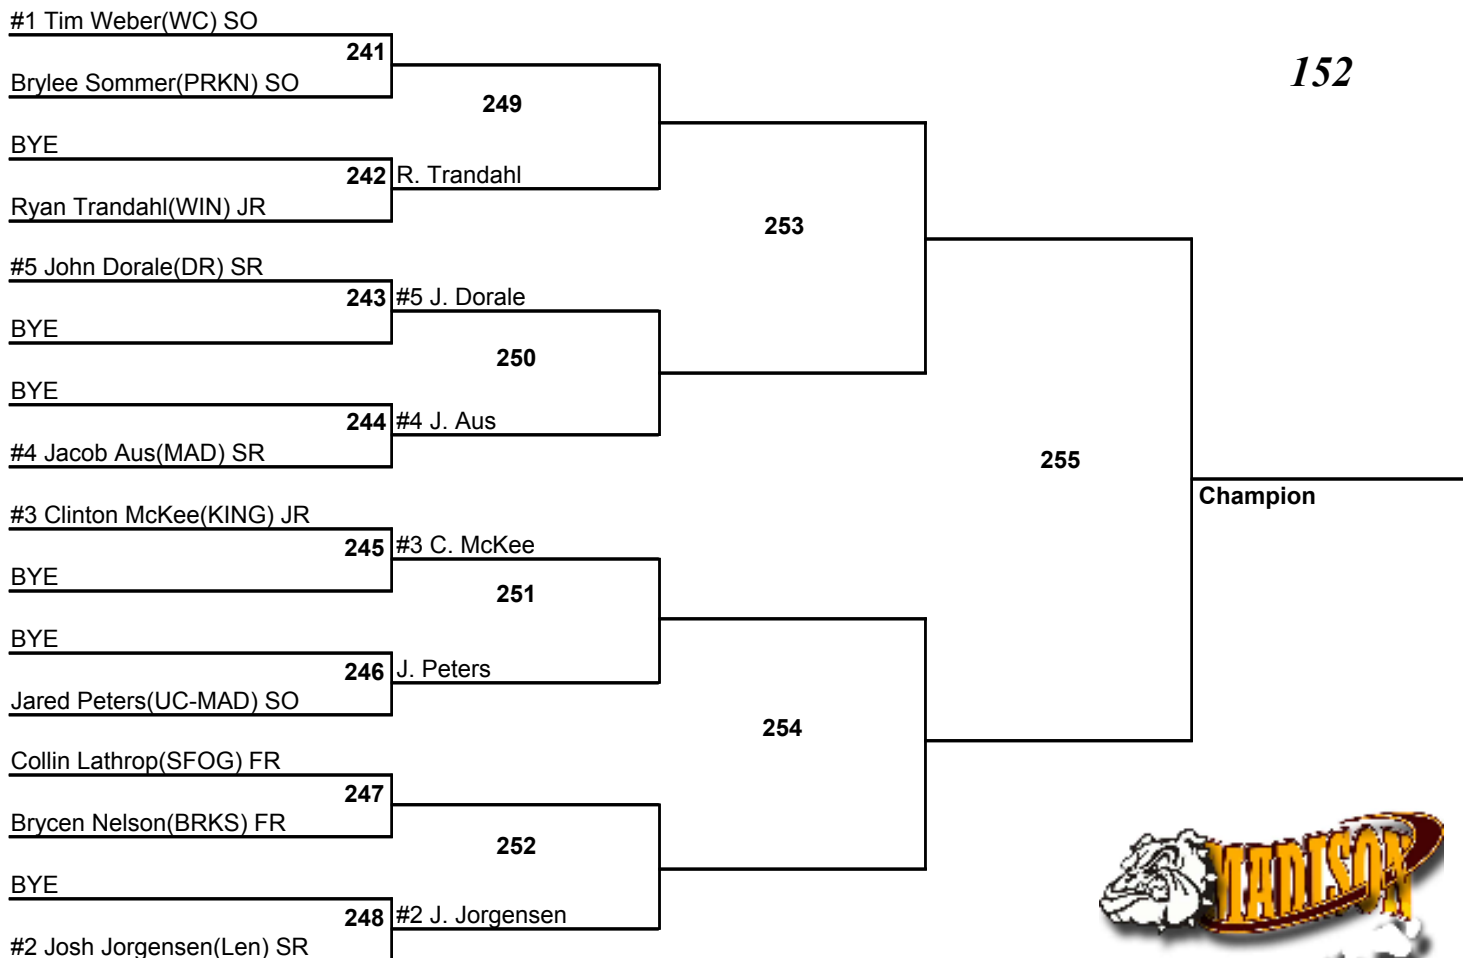 #1 Tim Weber(WC) SO
241
Brylee Sommer(PRKN) SO
249
152
BYE
242 R. Trandahl
Ryan Trandahl(WIN) JR
253
#5 John Dorale(DR) SR
243 #5 J. Dorale
BYE
250
BYE
244 #4 J. Aus
#4 Jacob Aus(MAD) SR
255
Champion
#3 Clinton McKee(KING) JR
245 #3 C. McKee
BYE
251
BYE
246 J. Peters
Jared Peters(UC-MAD) SO
254
Collin Lathrop(SFOG) FR
247
Brycen Nelson(BRKS) FR
252
BYE
248 #2 J. Jorgensen
#2 Josh Jorgensen(Len) SR
MADISON